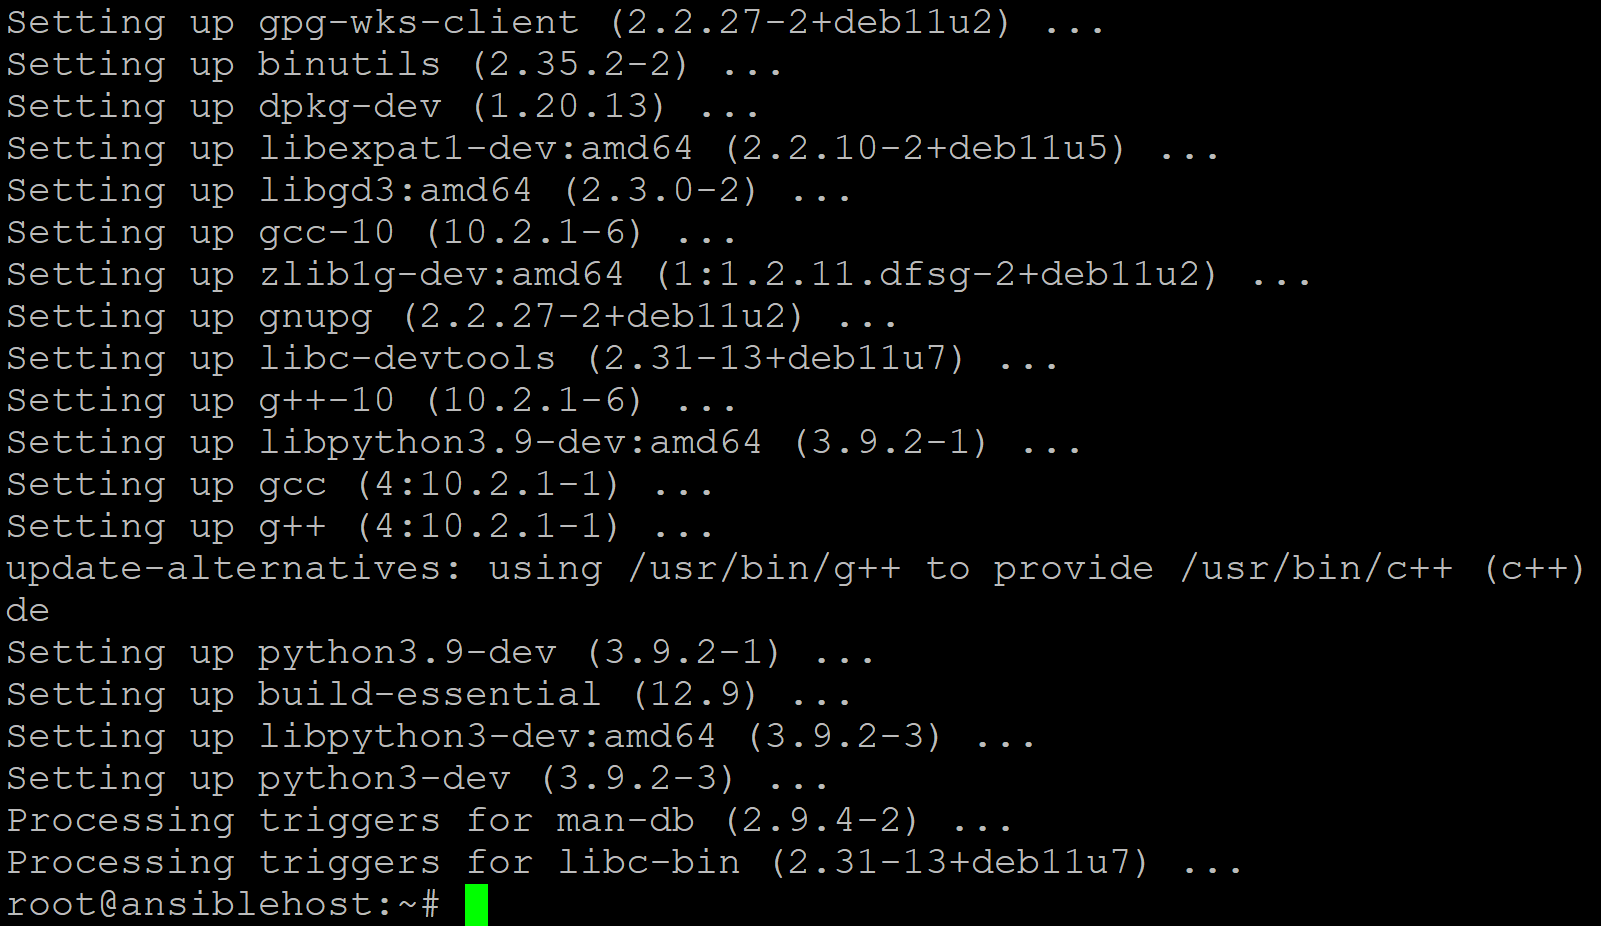 Setting up gpg-wks-client (2.2.27-2+deb11u2) ...
Setting up binutils (2.35.2-2) ...
Setting up dpkg-dev (1.20.13) ...
Setting up libexpat1-dev:amd64 (2.2.10-2+deb11u5) ...
Setting up libgd3:amd64 (2.3.0-2) ...
Setting up gcc-10 (10.2.1-6) ...
Setting up zlib1g-dev:amd64 (1:1.2.11.dfsg-2+deb11u2) ...
Setting up gnupg (2.2.27-2+deb11u2) ...
Setting up libc-devtools (2.31-13+deb11u7) ...
Setting up g++-10 (10.2.1-6) ...
Setting up libpython3.9-dev:amd64 (3.9.2-1) ...
Setting up gcc (4:10.2.1-1) ...
Setting up g++ (4:10.2.1-1) ...
update-alternatives: using /usr/bin/g++ to provide /usr/bin/c++ (c++)
de
Setting up python3.9-dev (3.9.2-1) ...
Setting up build-essential (12.9) ...
Setting up libpython3-dev:amd64 (3.9.2-3) ...
Setting up python3-dev (3.9.2-3) ...
Processing triggers for man-db (2.9.4-2) ...
Processing triggers for libc-bin (2.31-13+deb11u7) ...
root@ansiblehost:~#